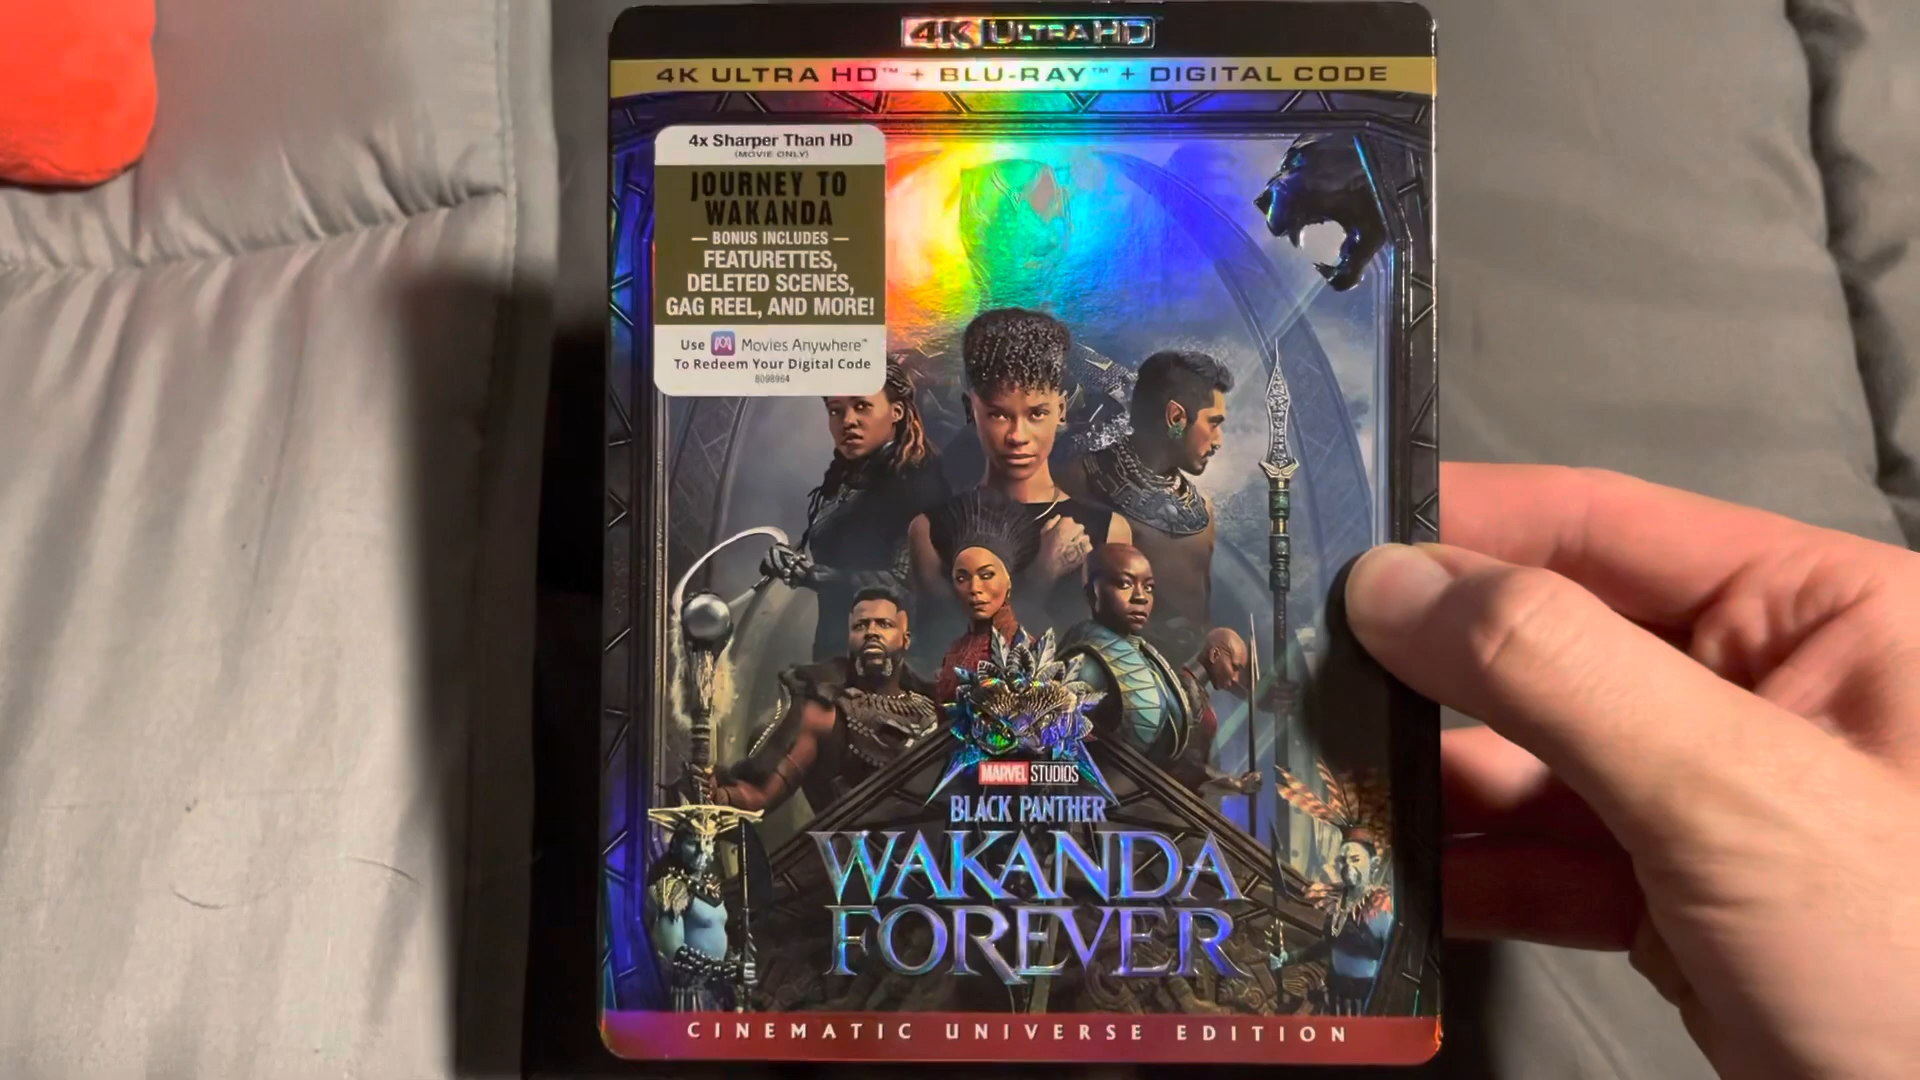 4K ULTRAHD™
4K ULTRA HD™ + BLU-RAY™ + DIGITAL CODE
4x Sharper Than HD
(MOVIE ONLY)
JOURNEY TO
WAKANDA
— BONUS INCLUDES —
FEATURETTES,
DELETED SCENES,
GAG REEL, AND MORE!
Use Movies Anywhere™
To Redeem Your Digital Code
8098964
MARVEL STUDIOS
BLACK PANTHER
WAKANDA
FOREVER
CINEMATIC UNIVERSE EDITION